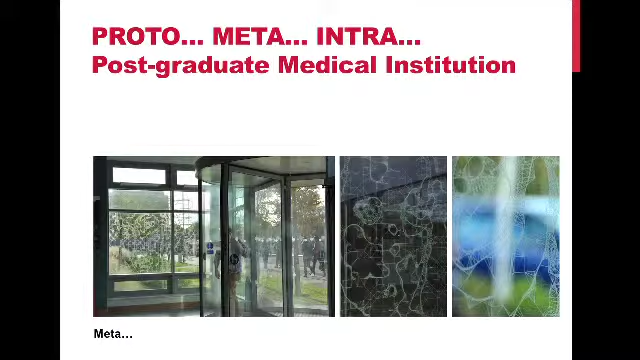 PROTO... META... INTRA...
Post-graduate Medical Institution
Meta...